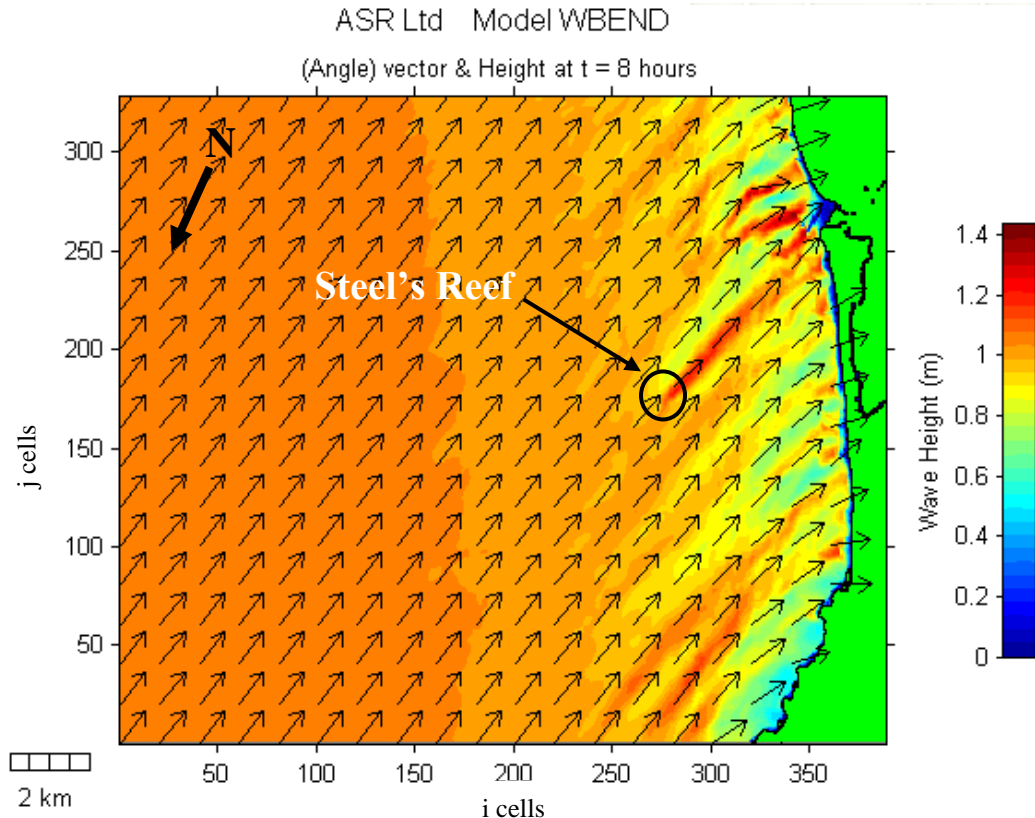 ASR Ltd Model WBEND
(Angle) vector & Height at t = 8 hours
N
Steel's Reef
300
250
200
150
100
50
j cells
50 100 150 200 250 300 350
i cells
2 km
1.4
1.2
1
0.8
0.6
0.4
0.2
0
Wave Height (m)